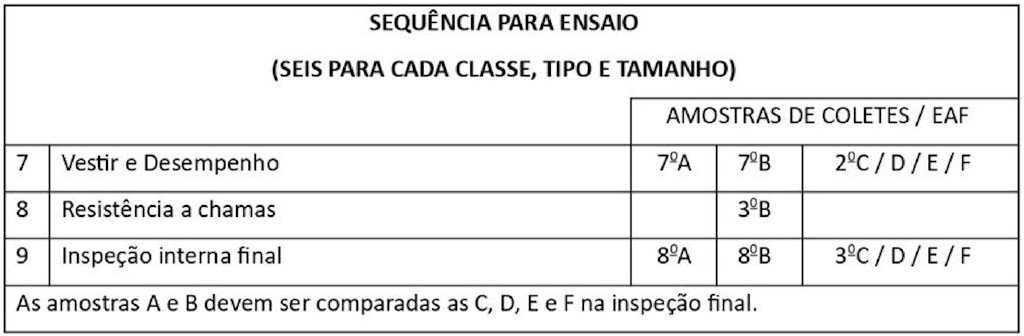 SEQUÊNCIA PARA ENSAIO
(SEIS PARA CADA CLASSE, TIPO E TAMANHO)
AMOSTRAS DE COLETES / EAF
7 Vestir e Desempenho 7ºA 7ºB 2ºC / D / E / F
8 Resistência a chamas 3ºB
9 Inspeção interna final 8ºA 8ºB 3ºC / D / E / F
As amostras A e B devem ser comparadas as C, D, E e F na inspeção final.